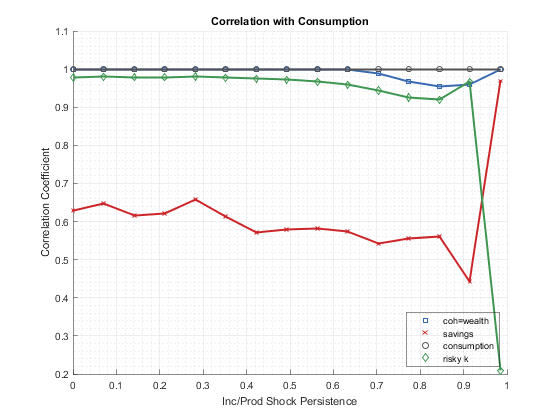 Correlation with Consumption
1.1
1
0.9
0.8
0.7
0.6
0.5
0.4
0.3
0.2
Correlation Coefficient
coh=wealth
savings
consumption
risky k
0 0.1 0.2 0.3 0.4 0.5 0.6 0.7 0.8 0.9 1
Inc/Prod Shock Persistence